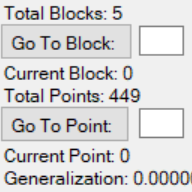 Total Blocks: 5
Go To Block:
Current Block: 0
Total Points: 449
Go To Point:
Current Point: 0
Generalization: 0.0000